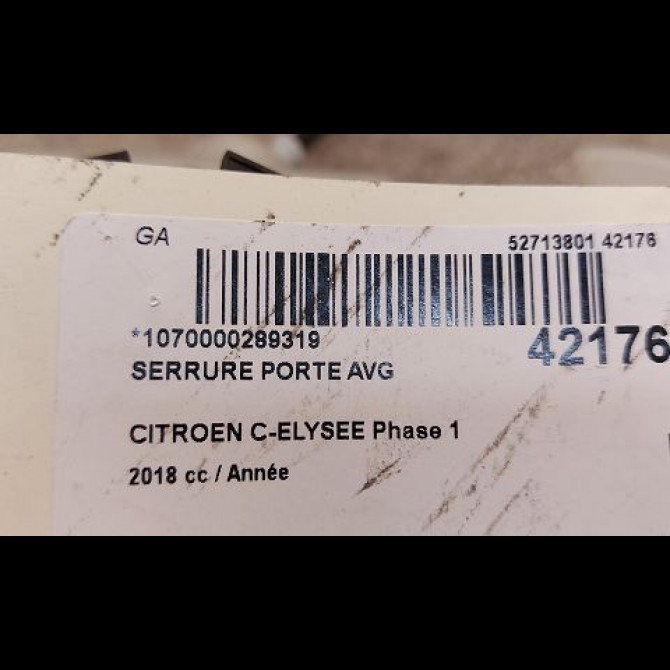 GA
52713801 42176
*1070000289319
42176
SERRURE PORTE AVG
CITROEN C-ELYSEE Phase 1
2018 cc / Année